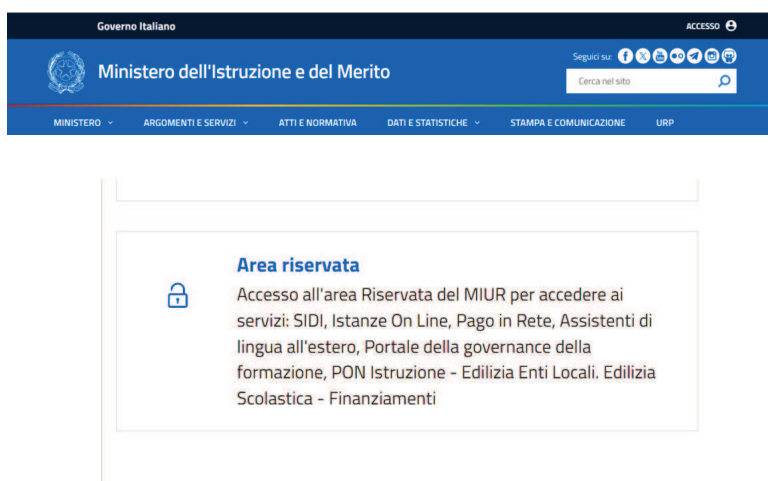 Governo Italiano
ACCESSO
Ministero dell'Istruzione e del Merito
Seguici su:
Cerca nel sito
MINISTERO ARGOMENTI E SERVIZI ATTI E NORMATIVA DATI E STATISTICHE STAMPA E COMUNICAZIONE URP
Area riservata
Accesso all'area Riservata del MIUR per accedere ai
servizi: SIDI, Istanze On Line, Pago in Rete, Assistenti di
lingua all'estero, Portale della governance della
formazione, PON Istruzione - Edilizia Enti Locali. Edilizia
Scolastica - Finanziamenti